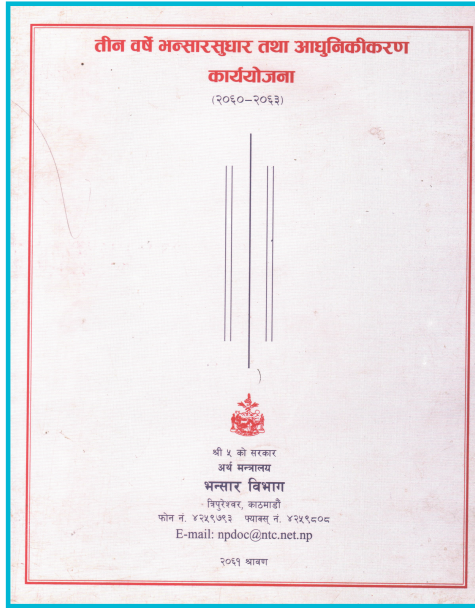 तीन वर्षे भन्सारसुधार तथा आधुनिकीकरण
कार्ययोजना
(२०६०–२०६३)
श्री ५ को सरकार
अर्थ मन्त्रालय
भन्सार विभाग
त्रिपुरेश्वर, काठमाडौं
फोन नं. ४२५९७९३ फ्याक्स् नं. ४२५९८०८
E-mail: npdoc@ntc.net.np
२०६१ श्रावण